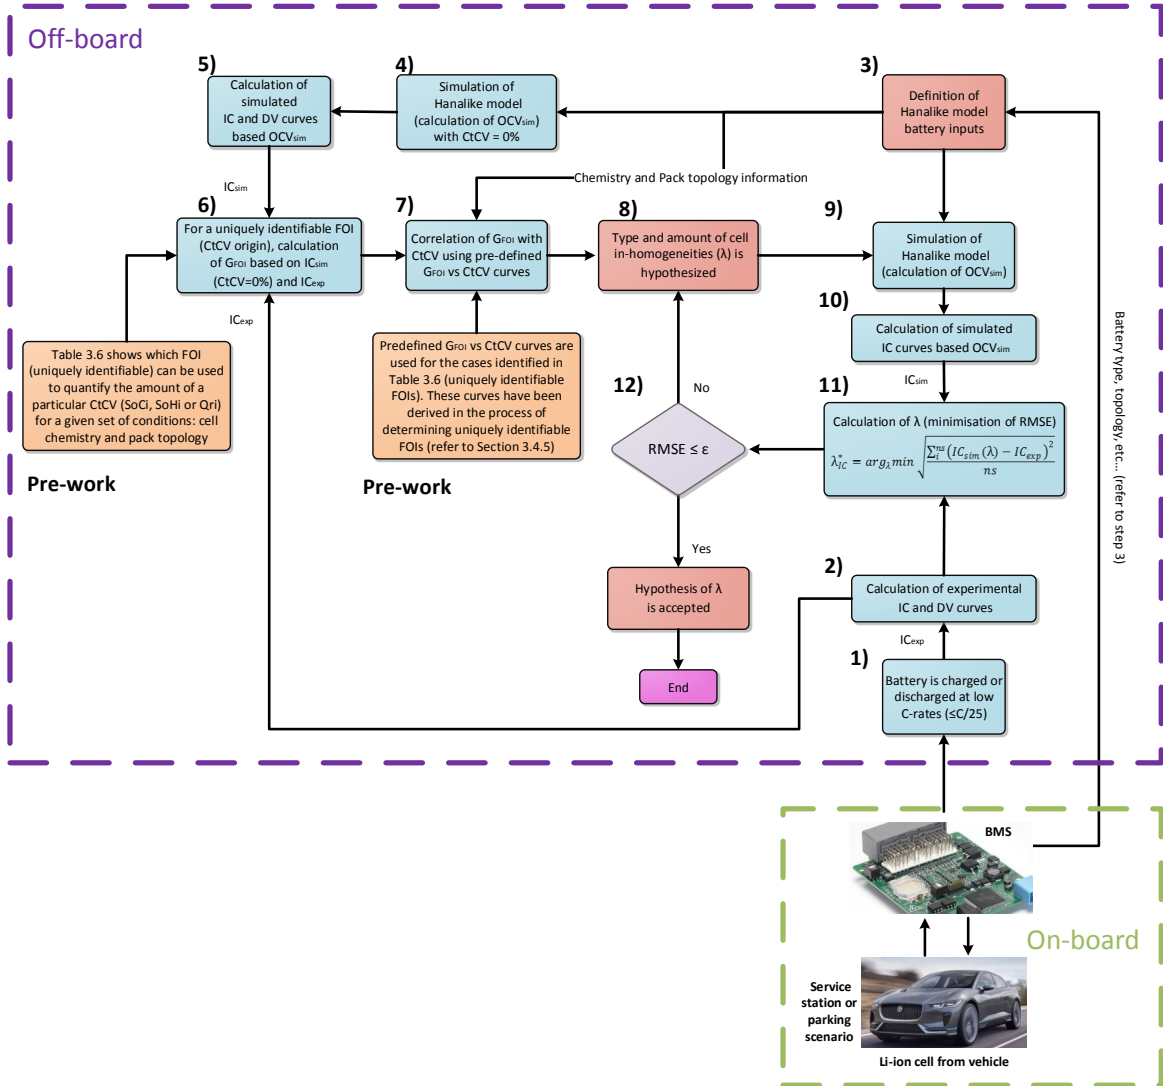 Off-board
5)
Calculation of
simulated
IC and DV curves
based OCVsim
4)
Simulation of
Hanalike model
(calculation of OCVsim)
with CtCV = 0%
3)
Definition of
Hanalike model
battery inputs
ICsim
Chemistry and Pack topology information
6)
For a uniquely identifiable FOI
(CtCV origin), calculation
of GFOI based on ICsim
(CtCV=0%) and ICexp
7)
Correlation of GFOI with
CtCV using pre-defined
GFOI vs CtCV curves
8)
Type and amount of cell
in-homogeneities (λ) is
hypothesized
9)
Simulation of
Hanalike model
(calculation of OCVsim)
10)
Calculation of simulated
IC curves based OCVsim
ICexp
Table 3.6 shows which FOI
(uniquely identifiable) can be used
to quantify the amount of a
particular CtCV (SoCi, SoHi or Qri)
for a given set of conditions: cell
chemistry and pack topology
Pre-work
Predefined GFOI vs CtCV curves are
used for the cases identified in
Table 3.6 (uniquely identifiable
FOIs). These curves have been
derived in the process of
determining uniquely identifiable
FOIs (refer to Section 3.4.5)
Pre-work
12)
No
RMSE ≤ ε
Yes
ICsim
11)
Calculation of λ (minimisation of RMSE)
λ*IC = argλmin √(∑i^ns (ICsim(λ) − ICexp)² / ns)
Battery type, topology, etc... (refer to step 3)
Hypothesis of λ
is accepted
End
2)
Calculation of experimental
IC and DV curves
ICexp
1)
Battery is charged or
discharged at low
C-rates (≤C/25)
BMS
On-board
Service
station or
parking
scenario
Li-ion cell from vehicle